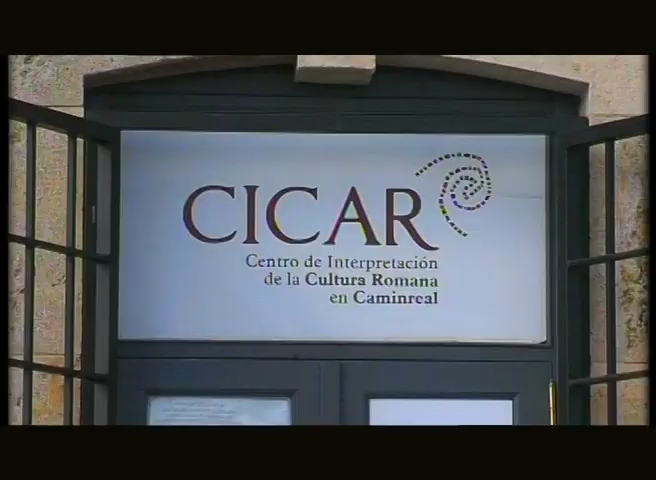 CICAR
Centro de Interpretación
de la Cultura Romana
en Caminreal